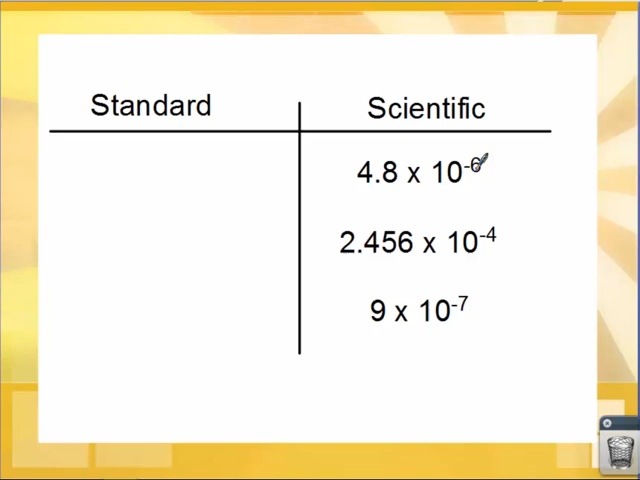 Standard Scientific
4.8 x 10⁻⁶
2.456 x 10⁻⁴
9 x 10⁻⁷